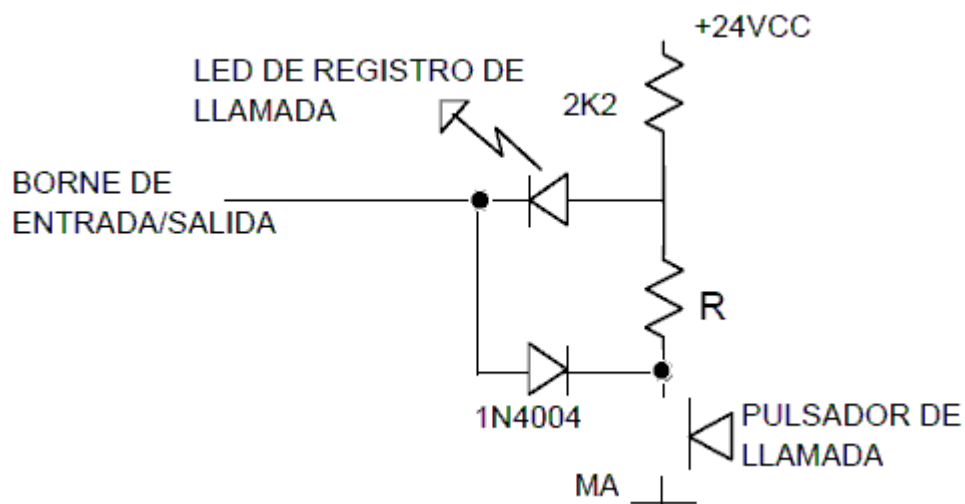 +24VCC
LED DE REGISTRO DE
LLAMADA
2K2
BORNE DE
ENTRADA/SALIDA
R
1N4004
PULSADOR DE
LLAMADA
MA